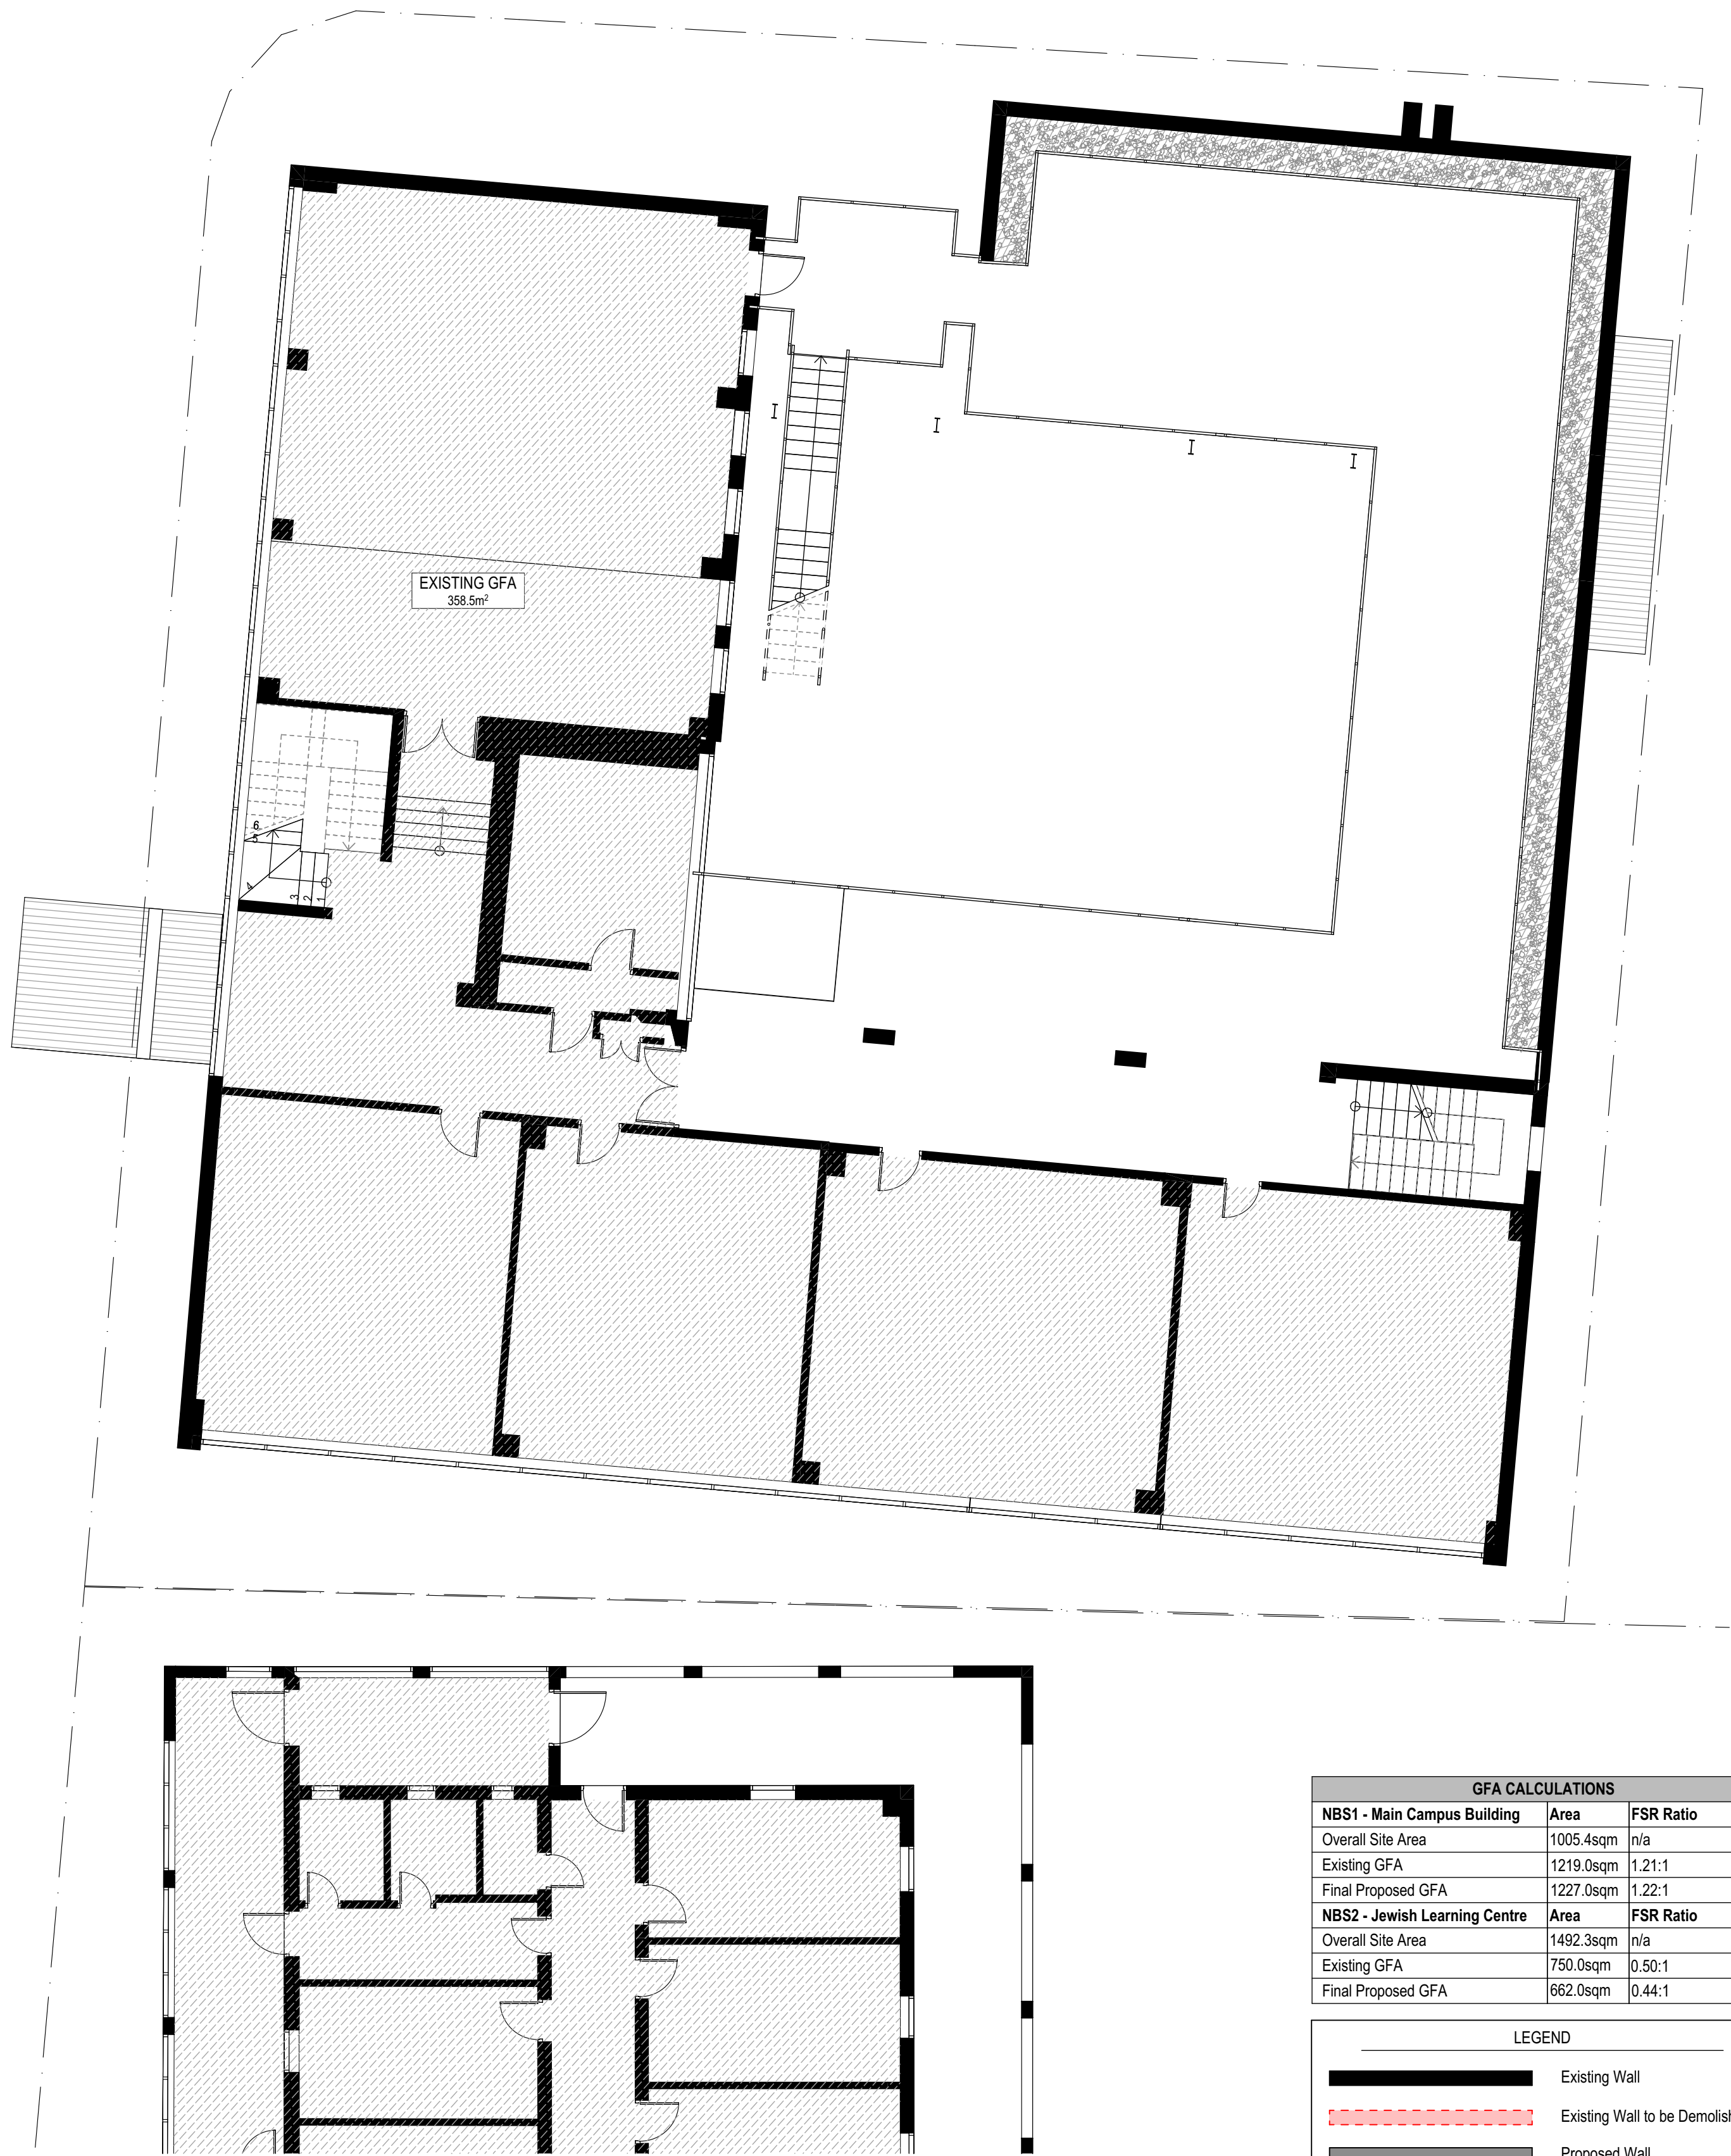 EXISTING GFA
358.5m²
6
5
4
3
2
1
GFA CALCULATIONS
NBS1 - Main Campus Building Area FSR Ratio
Overall Site Area 1005.4sqm n/a
Existing GFA 1219.0sqm 1.21:1
Final Proposed GFA 1227.0sqm 1.22:1
NBS2 - Jewish Learning Centre Area FSR Ratio
Overall Site Area 1492.3sqm n/a
Existing GFA 750.0sqm 0.50:1
Final Proposed GFA 662.0sqm 0.44:1
LEGEND
Existing Wall
Existing Wall to be Demolish
Proposed Wall